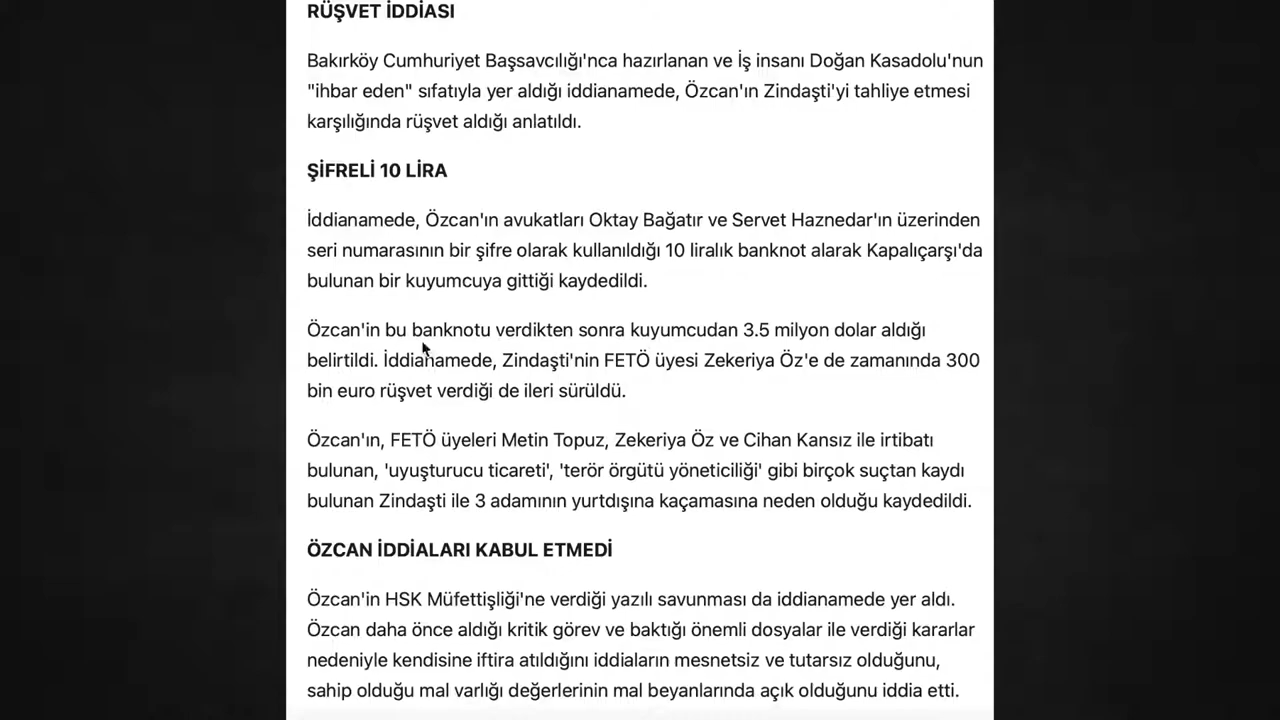 RÜŞVET İDDİASI
Bakırköy Cumhuriyet Başsavcılığı'nca hazırlanan ve İş insanı Doğan Kasadolu'nun
"ihbar eden" sıfatıyla yer aldığı iddianamede, Özcan'ın Zindaşti'yi tahliye etmesi
karşılığında rüşvet aldığı anlatıldı.
ŞİFRELİ 10 LİRA
İddianamede, Özcan'ın avukatları Oktay Bağatır ve Servet Haznedar'ın üzerinden
seri numarasının bir şifre olarak kullanıldığı 10 liralık banknot alarak Kapalıçarşı'da
bulunan bir kuyumcuya gittiği kaydedildi.
Özcan'in bu banknotu verdikten sonra kuyumcudan 3.5 milyon dolar aldığı
belirtildi. İddianamede, Zindaşti'nin FETÖ üyesi Zekeriya Öz'e de zamanında 300
bin euro rüşvet verdiği de ileri sürüldü.
Özcan'ın, FETÖ üyeleri Metin Topuz, Zekeriya Öz ve Cihan Kansız ile irtibatı
bulunan, 'uyuşturucu ticareti', 'terör örgütü yöneticiliği' gibi birçok suçtan kaydı
bulunan Zindaşti ile 3 adamının yurtdışına kaçamasına neden olduğu kaydedildi.
ÖZCAN İDDİALARI KABUL ETMEDİ
Özcan'in HSK Müfettişliği'ne verdiği yazılı savunması da iddianamede yer aldı.
Özcan daha önce aldığı kritik görev ve baktığı önemli dosyalar ile verdiği kararlar
nedeniyle kendisine iftira atıldığını iddiaların mesnetsiz ve tutarsız olduğunu,
sahip olduğu mal varlığı değerlerinin mal beyanlarında açık olduğunu iddia etti.